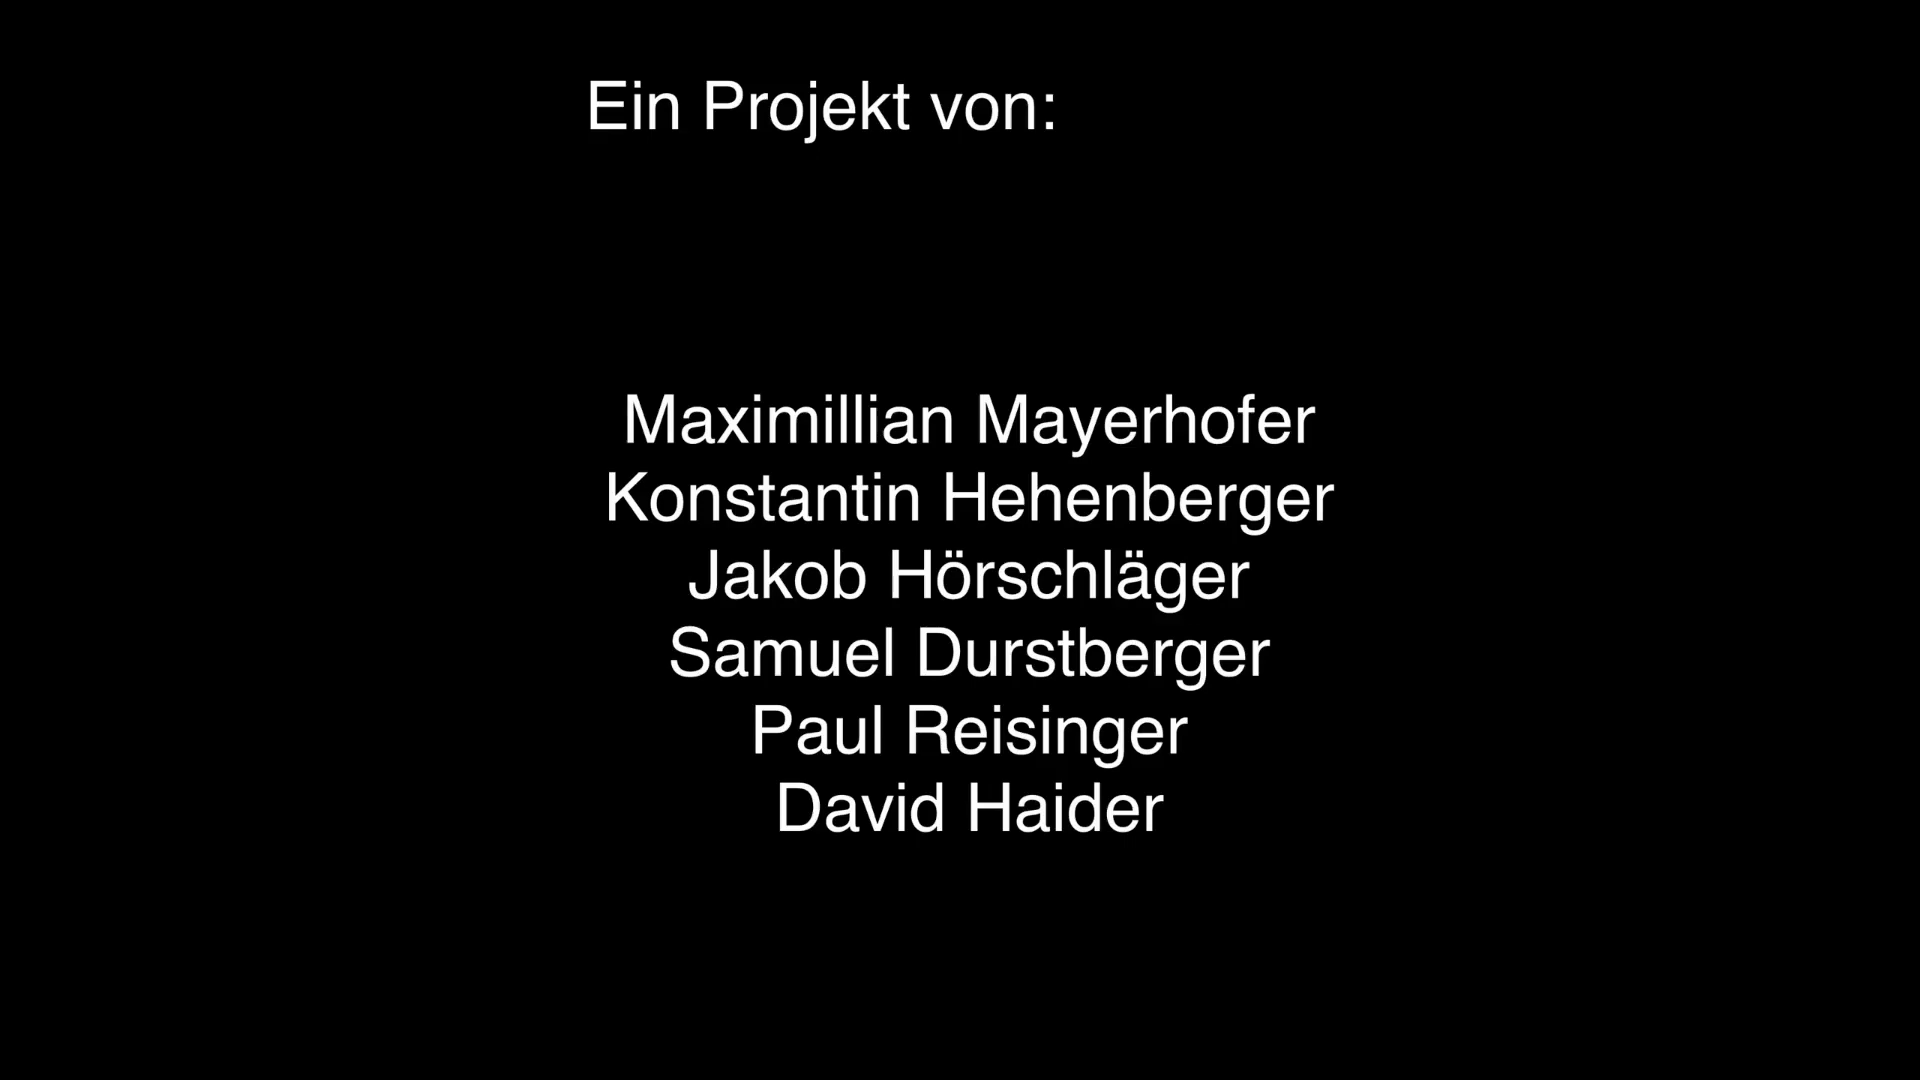 Ein Projekt von:
Maximillian Mayerhofer
Konstantin Hehenberger
Jakob Hörschläger
Samuel Durstberger
Paul Reisinger
David Haider